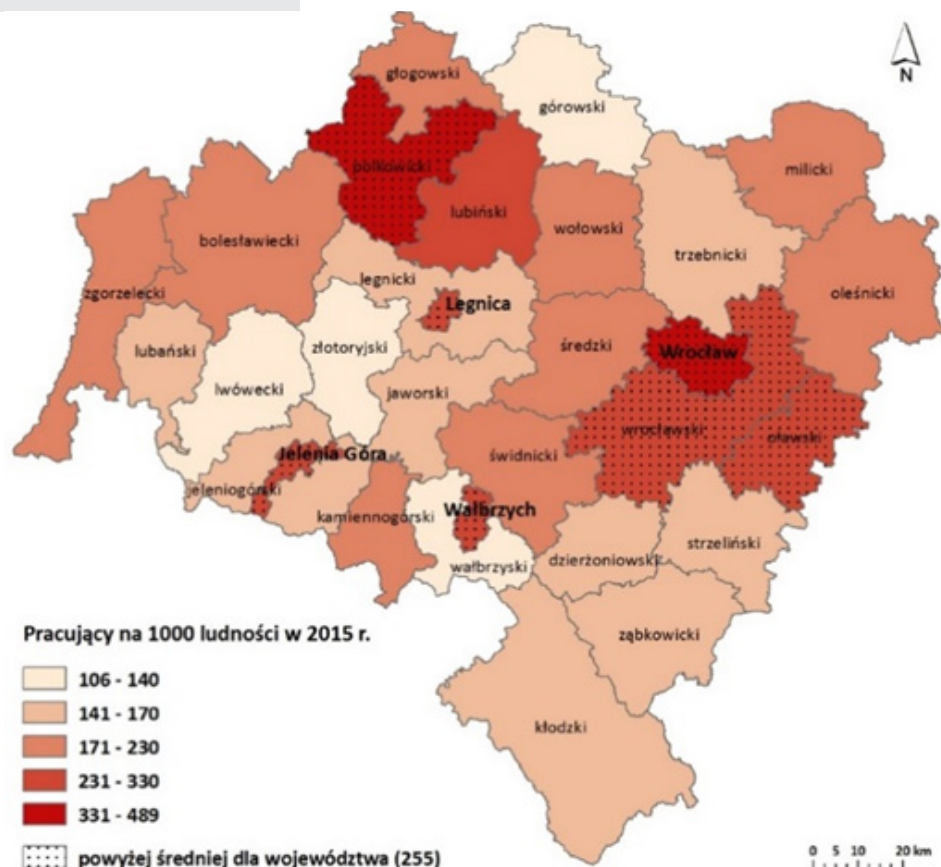 głogowski
N
górowski
polkowicki
milicki
lubiński
wołowski
bolesławiecki
trzebnicki
legnicki
zgorzelecki
oleśnicki
Legnica
lubański
złotoryjski
średzki
Wrocław
lwówecki
jaworski
wrocławski
oławski
Jelenia Góra
świdnicki
jeleniogórski
kamiennogórski
Wałbrzych
strzeliński
dzierżoniowski
wałbrzyski
ząbkowicki
kłodzki
Pracujący na 1000 ludności w 2015 r.
106 - 140
141 - 170
171 - 230
231 - 330
331 - 489
powyżej średniej dla województwa (255)
0 5 10 20 km